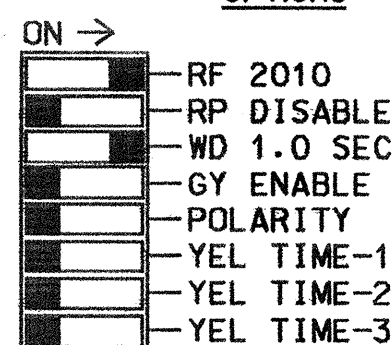 ON →
RF 2010
RP DISABLE
WD 1.0 SEC
GY ENABLE
POLARITY
YEL TIME-1
YEL TIME-2
YEL TIME-3